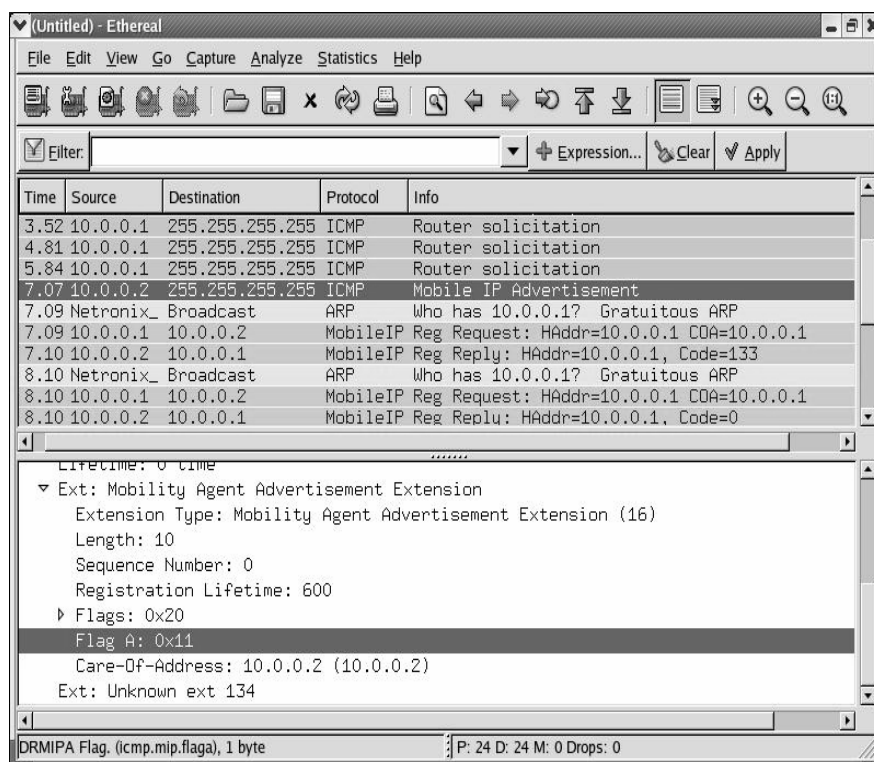 (Untitled) - Ethereal
File Edit View Go Capture Analyze Statistics Help
Filter: Expression... Clear Apply
Time Source Destination Protocol Info
3.52 10.0.0.1 255.255.255.255 ICMP Router solicitation
4.81 10.0.0.1 255.255.255.255 ICMP Router solicitation
5.84 10.0.0.1 255.255.255.255 ICMP Router solicitation
7.07 10.0.0.2 255.255.255.255 ICMP Mobile IP Advertisement
7.09 Netronix_ Broadcast ARP Who has 10.0.0.1? Gratuitous ARP
7.09 10.0.0.1 10.0.0.2 MobileIP Reg Request: HAddr=10.0.0.1 COA=10.0.0.1
7.10 10.0.0.2 10.0.0.1 MobileIP Reg Reply: HAddr=10.0.0.1, Code=133
8.10 Netronix_ Broadcast ARP Who has 10.0.0.1? Gratuitous ARP
8.10 10.0.0.1 10.0.0.2 MobileIP Reg Request: HAddr=10.0.0.1 COA=10.0.0.1
8.10 10.0.0.2 10.0.0.1 MobileIP Reg Reply: HAddr=10.0.0.1, Code=0
Lifetime: 0 time
Ext: Mobility Agent Advertisement Extension
Extension Type: Mobility Agent Advertisement Extension (16)
Length: 10
Sequence Number: 0
Registration Lifetime: 600
Flags: 0x20
Flag A: 0x11
Care-Of-Address: 10.0.0.2 (10.0.0.2)
Ext: Unknown ext 134
DRMIPA Flag. (icmp.mip.flaga), 1 byte P: 24 D: 24 M: 0 Drops: 0